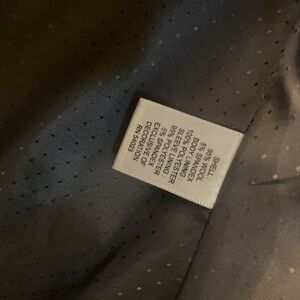 SHELL:
95% WOOL
5% SPANDEX
BODY LINING:
100% POLYESTER
SLEEVE LINING:
95% POLYESTER
5% SPANDEX
EXCLUSIVE OF
DECORATION
RN 54023